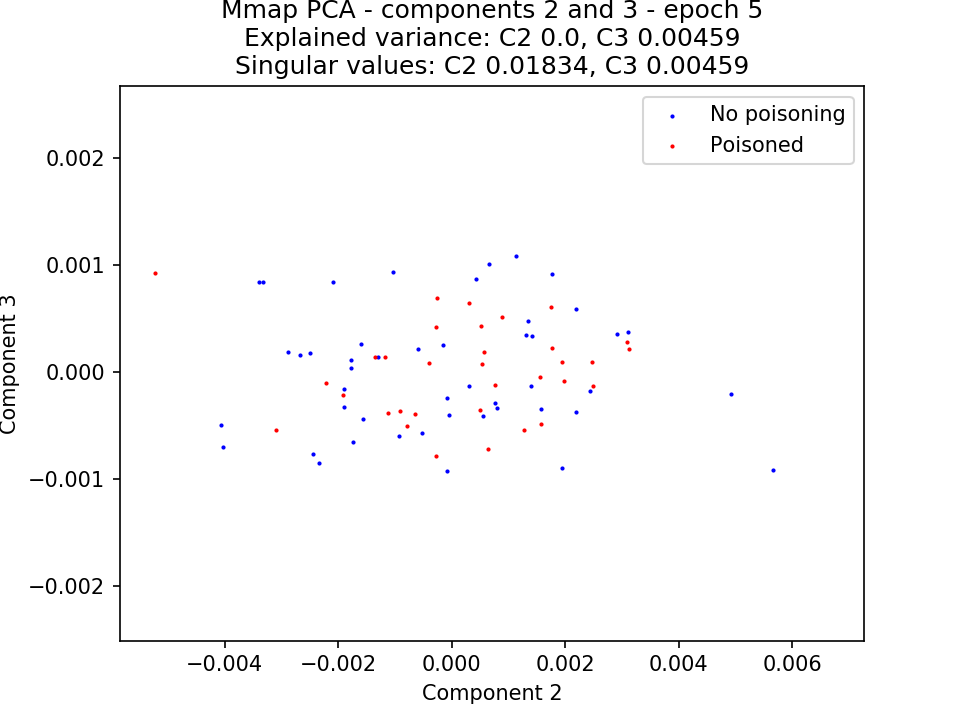 Mmap PCA - components 2 and 3 - epoch 5
Explained variance: C2 0.0, C3 0.00459
Singular values: C2 0.01834, C3 0.00459
No poisoning
Poisoned
0.002
0.001
0.000
−0.001
−0.002
Component 3
−0.004
−0.002
0.000
0.002
0.004
0.006
Component 2